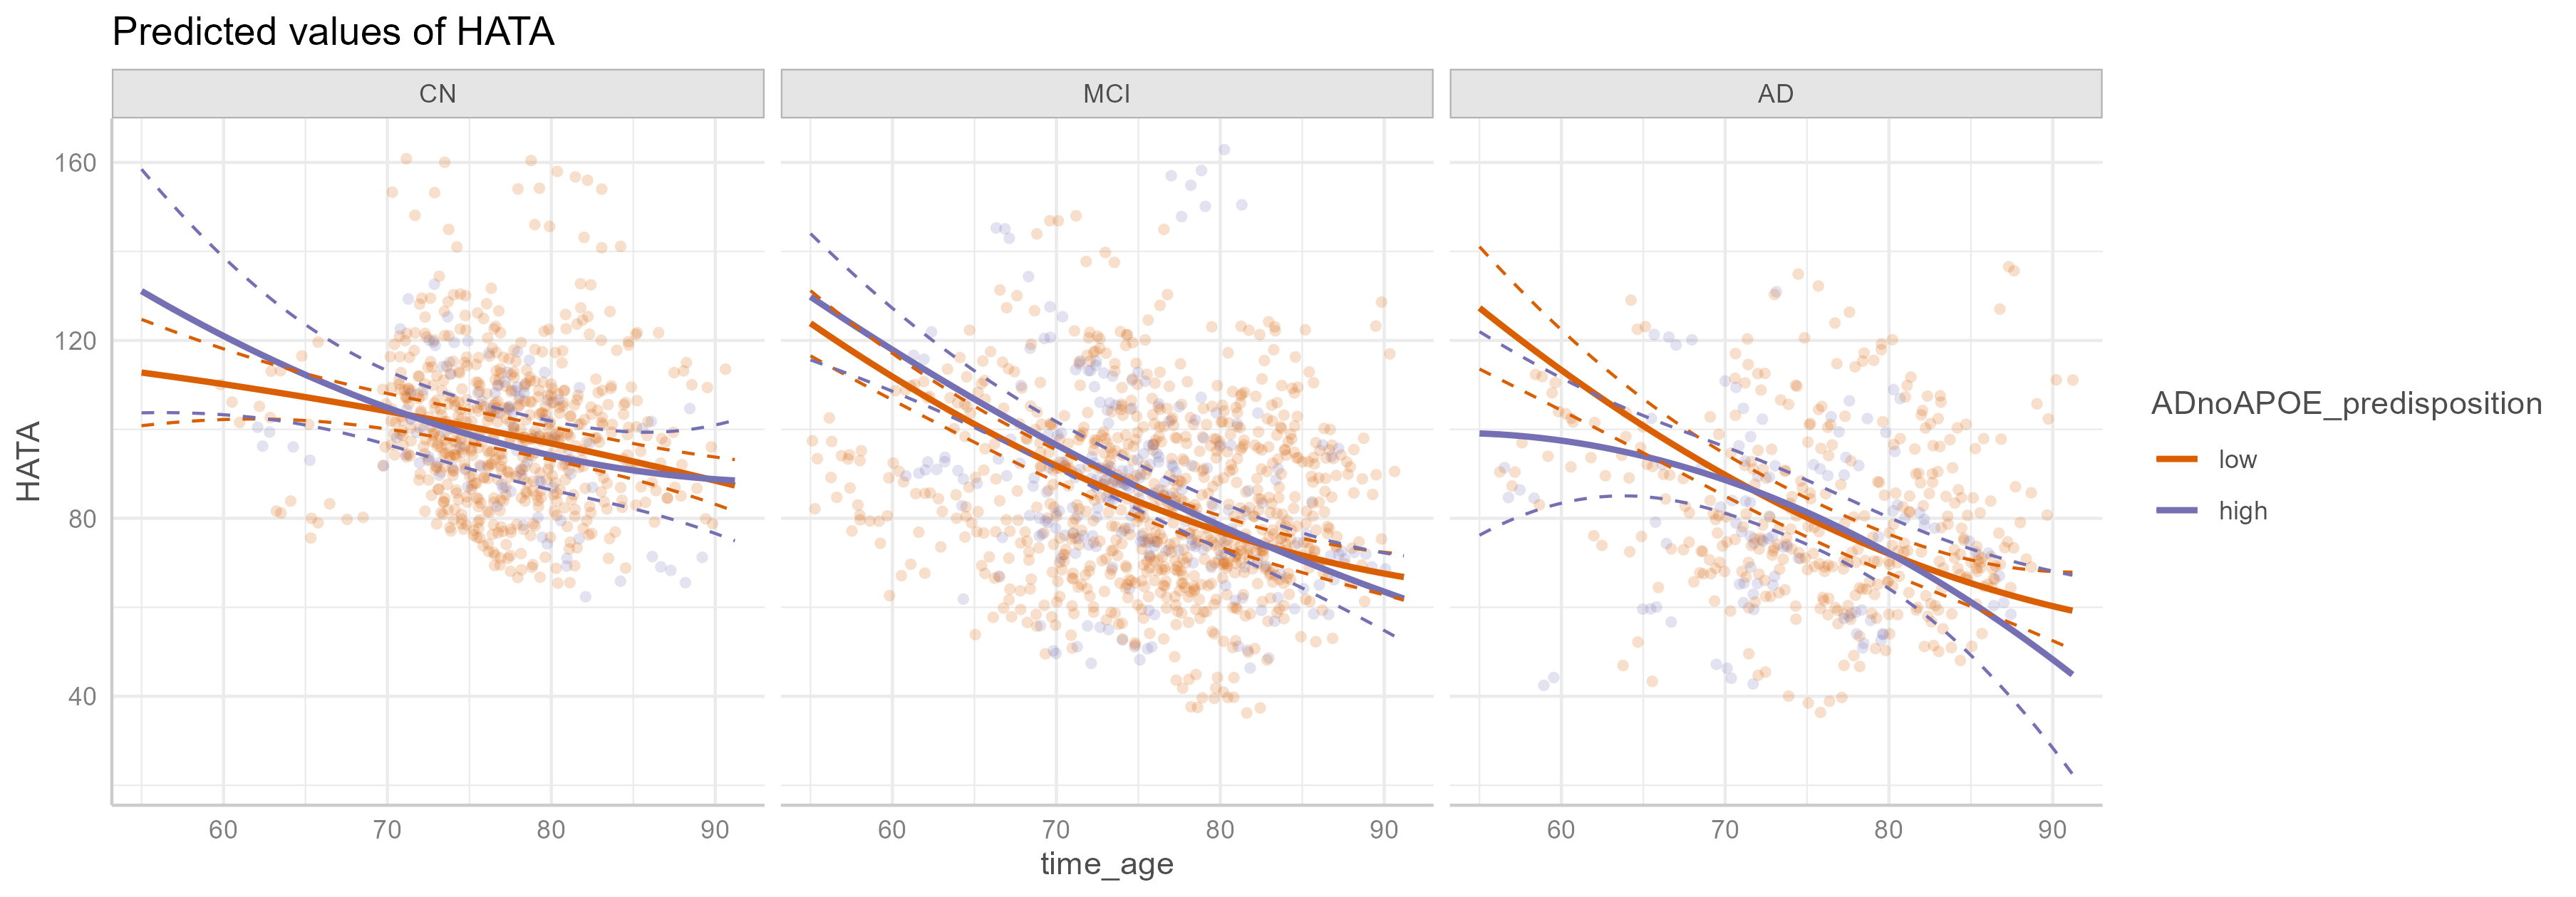 Predicted values of HATA
CN
MCI
AD
160
120
80
40
HATA
60 70 80 90
60 70 80 90
60 70 80 90
time_age
ADnoAPOE_predisposition
low
high